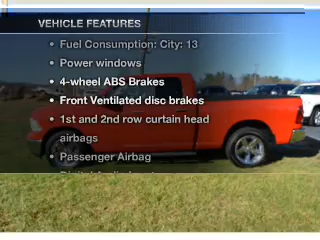 VEHICLE FEATURES
• Fuel Consumption: City: 13
• Power windows
• 4-wheel ABS Brakes
• Front Ventilated disc brakes
• 1st and 2nd row curtain head
airbags
• Passenger Airbag